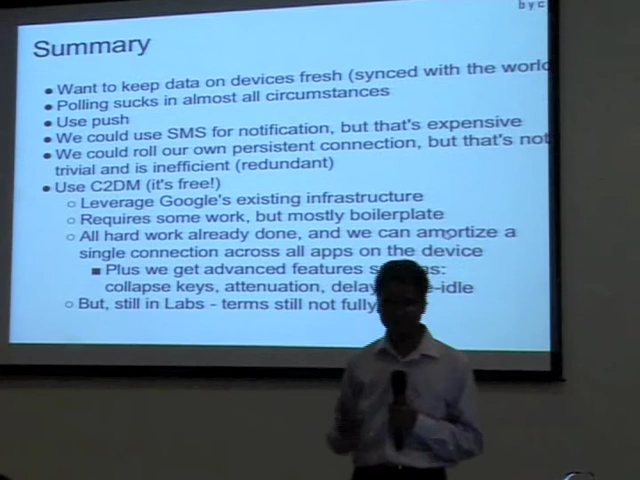 byc
Summary
• Want to keep data on devices fresh (synced with the world
• Polling sucks in almost all circumstances
• Use push
• We could use SMS for notification, but that's expensive
• We could roll our own persistent connection, but that's not
trivial and is inefficient (redundant)
• Use C2DM (it's free!)
○ Leverage Google's existing infrastructure
○ Requires some work, but mostly boilerplate
○ All hard work already done, and we can amortize a
single connection across all apps on the device
■ Plus we get advanced features
collapse keys, attenuation, -idle
○ But, still in Labs - terms still not fully